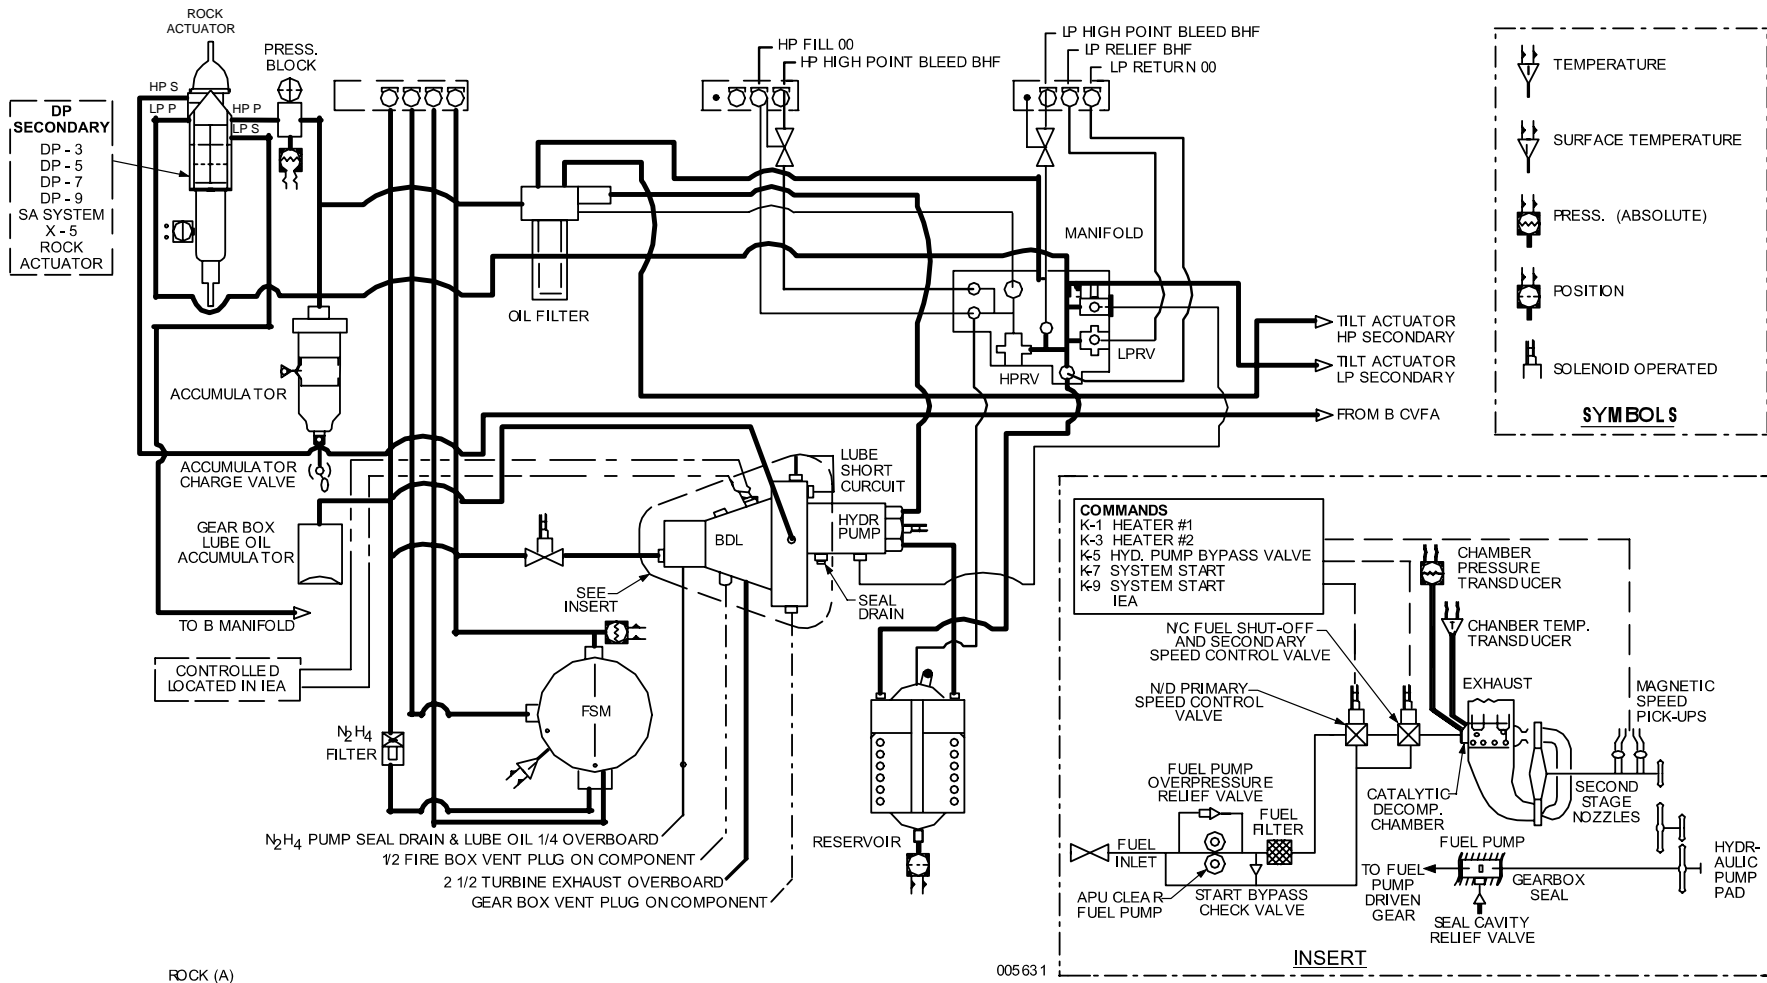 ROCK
ACTUATOR
PRESS.
BLOCK
HP S
LP P
HP P
LP S
DP
SECONDARY
DP - 3
DP - 5
DP - 7
DP - 9
SA SYSTEM
X - 5
ROCK
ACTUATOR
HP FILL 00
HP HIGH POINT BLEED BHF
LP HIGH POINT BLEED BHF
LP RELIEF BHF
LP RETURN 00
SYMBOLS
TEMPERATURE
SURFACE TEMPERATURE
PRESS. (ABSOLUTE)
POSITION
SOLENOID OPERATED
OIL FILTER
MANIFOLD
HPRV
LPRV
TILT ACTUATOR
HP SECONDARY
TILT ACTUATOR
LP SECONDARY
FROM B CVFA
ACCUMULATOR
ACCUMULATOR
CHARGE VALVE
GEAR BOX
LUBE OIL
ACCUMULATOR
LUBE
SHORT
CURCUIT
BDL
HYDR
PUMP
SEE
INSERT
SEAL
DRAIN
TO B MANIFOLD
CONTROLLED
LOCATED IN IEA
N2H4
FILTER
FSM
RESERVOIR
N2H4 PUMP SEAL DRAIN & LUBE OIL 1/4 OVERBOARD
1/2 FIRE BOX VENT PLUG ON COMPONENT
2 1/2 TURBINE EXHAUST OVERBOARD
GEAR BOX VENT PLUG ON COMPONENT
COMMANDS
K-1 HEATER #1
K-3 HEATER #2
K-5 HYD. PUMP BYPASS VALVE
K-7 SYSTEM START
K-9 SYSTEM START
IEA
CHAMBER
PRESSURE
TRANSDUCER
CHANBER TEMP.
TRANSDUCER
N/C FUEL SHUT-OFF
AND SECONDARY
SPEED CONTROL VALVE
N/D PRIMARY
SPEED CONTROL
VALVE
EXHAUST
MAGNETIC
SPEED
PICK-UPS
FUEL PUMP
OVERPRESSURE
RELIEF VALVE
FUEL
FILTER
FUEL
INLET
CATALYTIC
DECOMP.
CHAMBER
SECOND
STAGE
NOZZLES
APU CLEAR
FUEL PUMP
START BYPASS
CHECK VALVE
FUEL PUMP
TO FUEL
PUMP
DRIVEN
GEAR
GEARBOX
SEAL
SEAL CAVITY
RELIEF VALVE
HYDR-
AULIC
PUMP
PAD
INSERT
ROCK (A)
005631